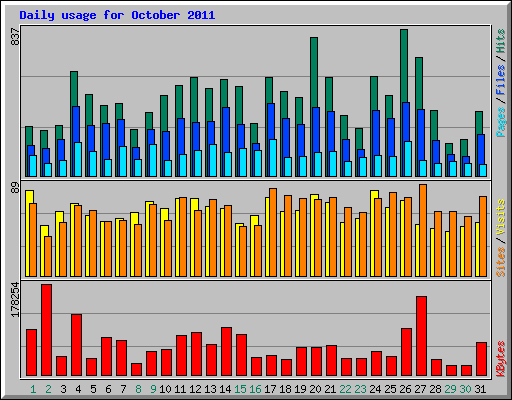 Daily usage for October 2011
837
Pages / Files / Hits
89
Sites / Visits
178254
KBytes
1 2 3 4 5 6 7 8 9 10 11 12 13 14 15 16 17 18 19 20 21 22 23 24 25 26 27 28 29 30 31